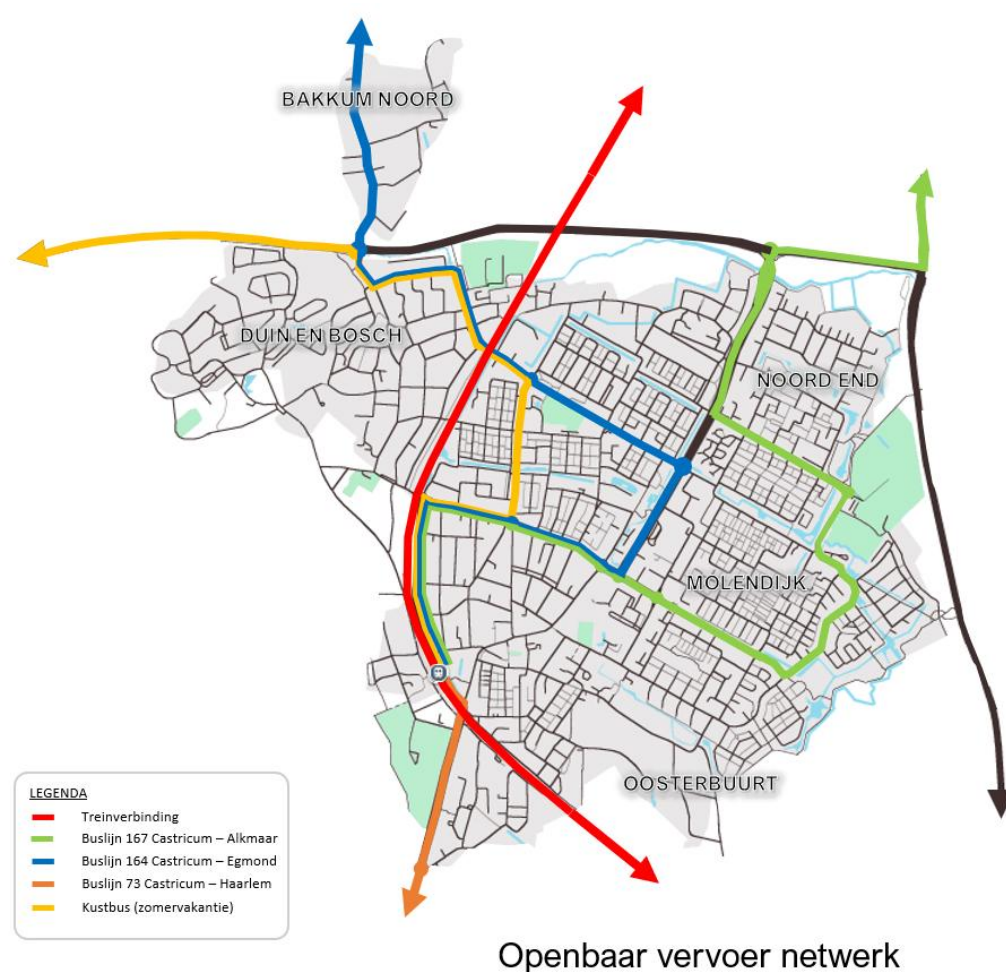 BAKKUM NOORD
DUIN EN BOSCH
NOORD END
MOLENDIJK
OOSTERBUURT
LEGENDA
Treinverbinding
Buslijn 167 Castricum – Alkmaar
Buslijn 164 Castricum – Egmond
Buslijn 73 Castricum – Haarlem
Kustbus (zomervakantie)
Openbaar vervoer netwerk